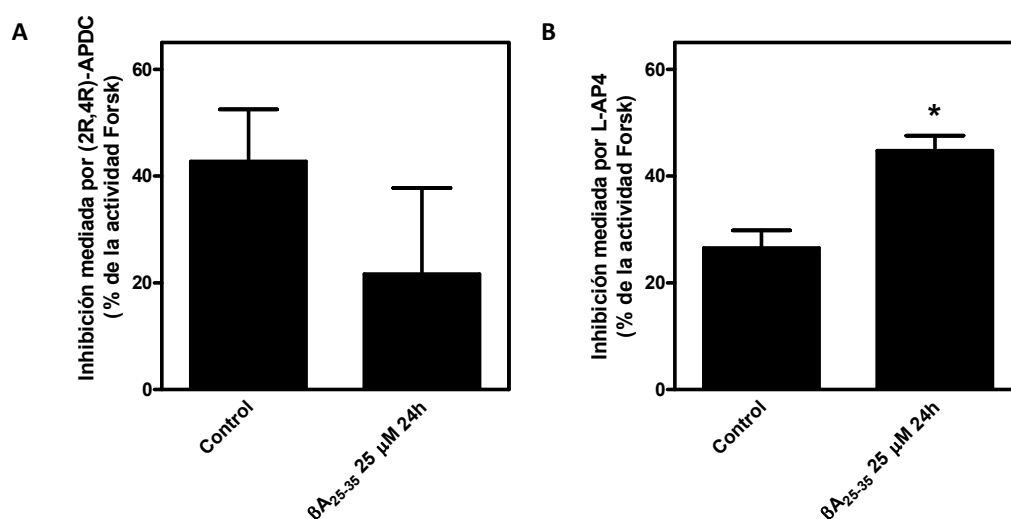 A
Inhibición mediada por (2R,4R)-APDC
(% de la actividad Forsk)
60
40
20
0
Control
βA25-35 25 μM 24h
B
Inhibición mediada por L-AP4
(% de la actividad Forsk)
60
40
20
0
*
Control
βA25-35 25 μM 24h